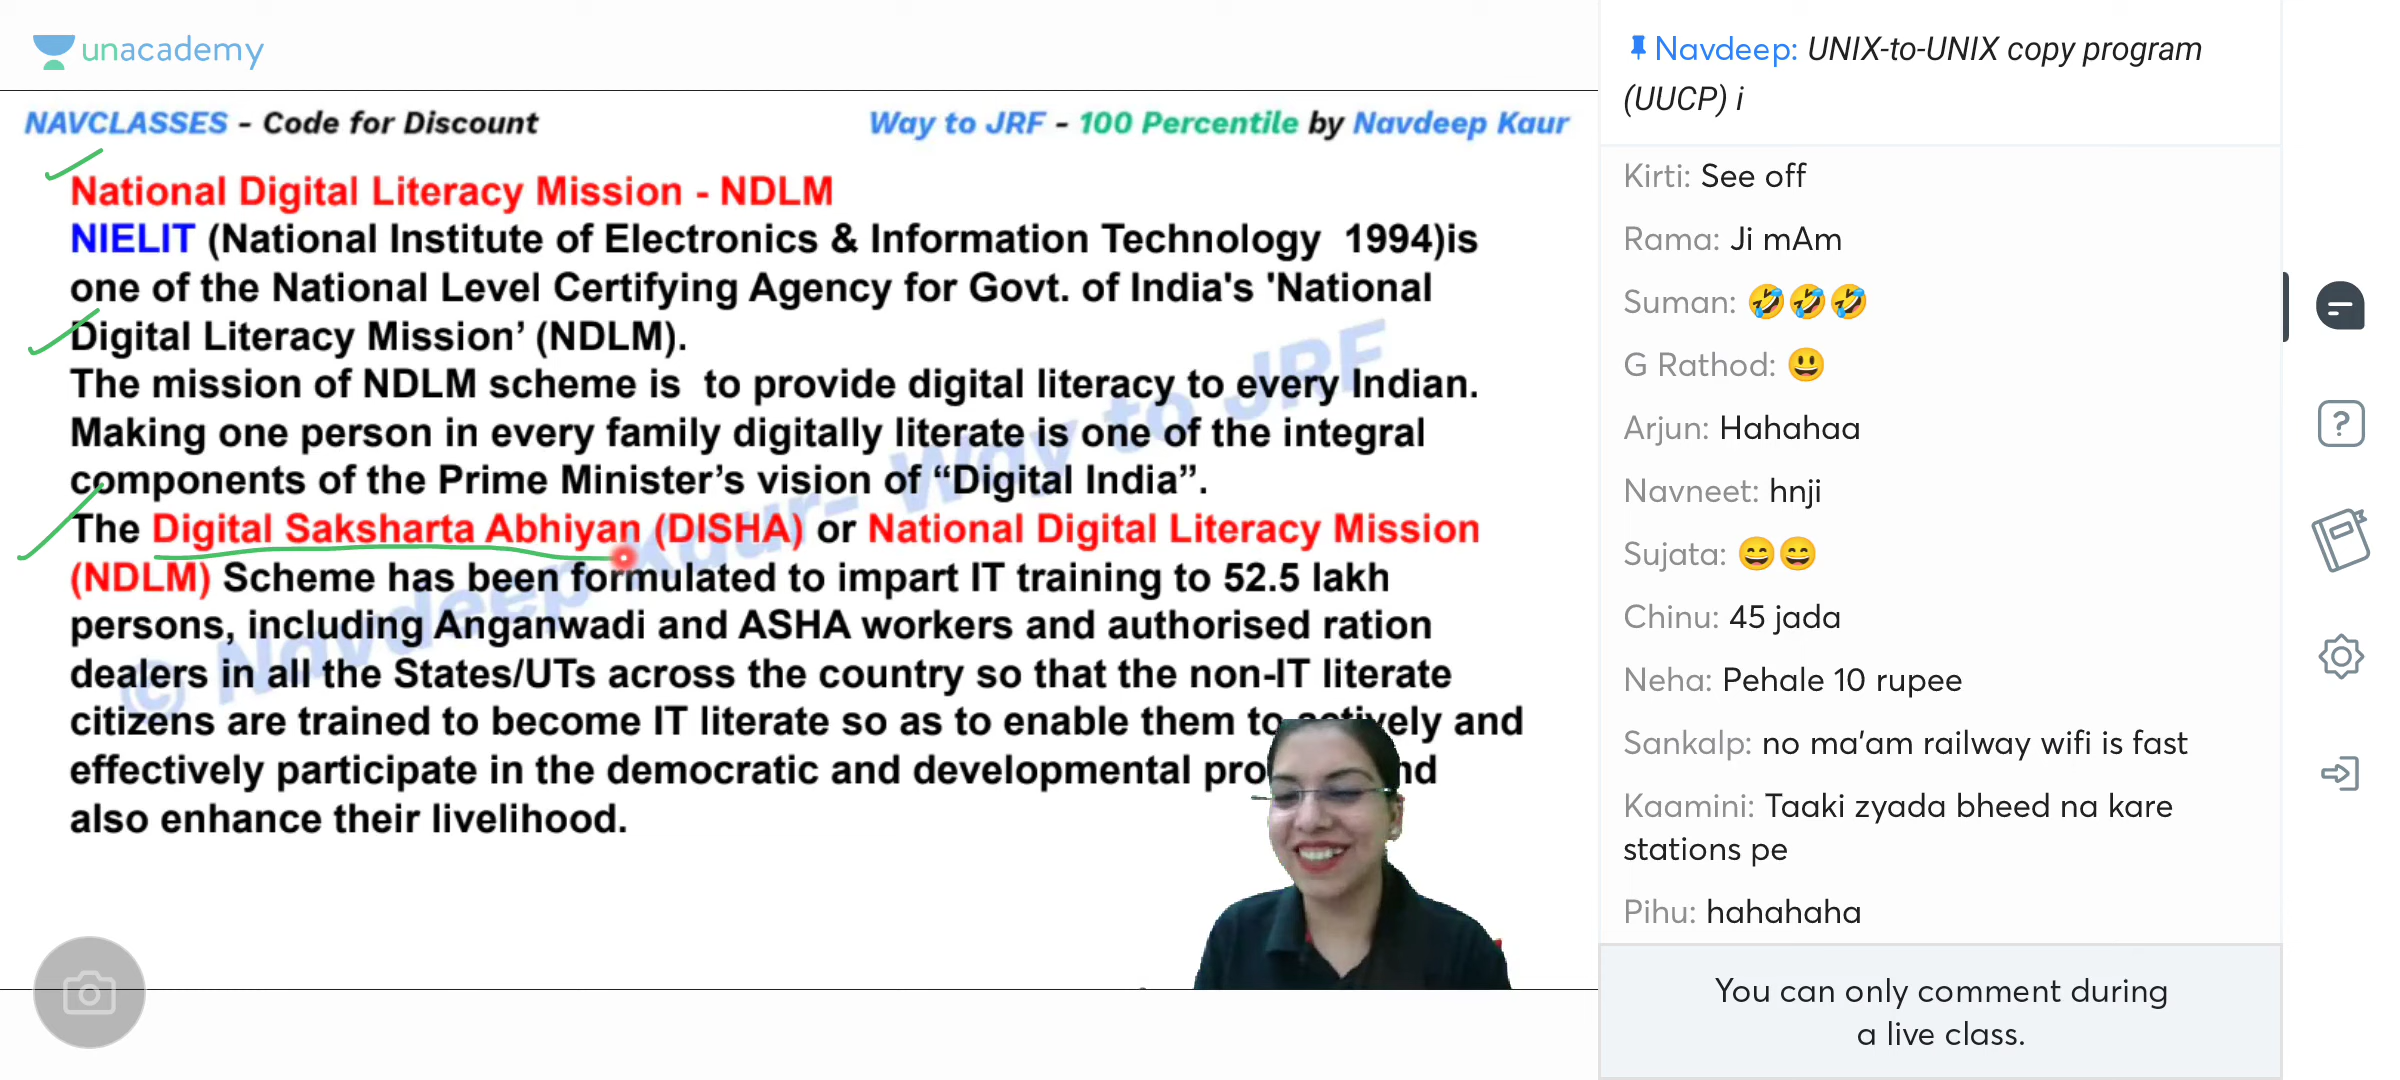 unacademy
NAVCLASSES - Code for Discount
Way to JRF - 100 Percentile by Navdeep Kaur
National Digital Literacy Mission - NDLM
NIELIT (National Institute of Electronics & Information Technology 1994)is
one of the National Level Certifying Agency for Govt. of India's 'National
Digital Literacy Mission’ (NDLM).
The mission of NDLM scheme is to provide digital literacy to every Indian.
Making one person in every family digitally literate is one of the integral
components of the Prime Minister’s vision of “Digital India”.
The Digital Saksharta Abhiyan (DISHA) or National Digital Literacy Mission
(NDLM) Scheme has been formulated to impart IT training to 52.5 lakh
persons, including Anganwadi and ASHA workers and authorised ration
dealers in all the States/UTs across the country so that the non-IT literate
citizens are trained to become IT literate so as to enable them to actively and
effectively participate in the democratic and developmental
also enhance their livelihood.
© Navdeep Kaur- Way to JRF
Navdeep: UNIX-to-UNIX copy program
(UUCP) i
Kirti: See off
Rama: Ji mAm
Suman: 🤣🤣🤣
G Rathod: 😃
Arjun: Hahahaa
Navneet: hnji
Sujata: 😄😄
Chinu: 45 jada
Neha: Pehale 10 rupee
Sankalp: no ma’am railway wifi is fast
Kaamini: Taaki zyada bheed na kare
stations pe
Pihu: hahahaha
You can only comment during
a live class.